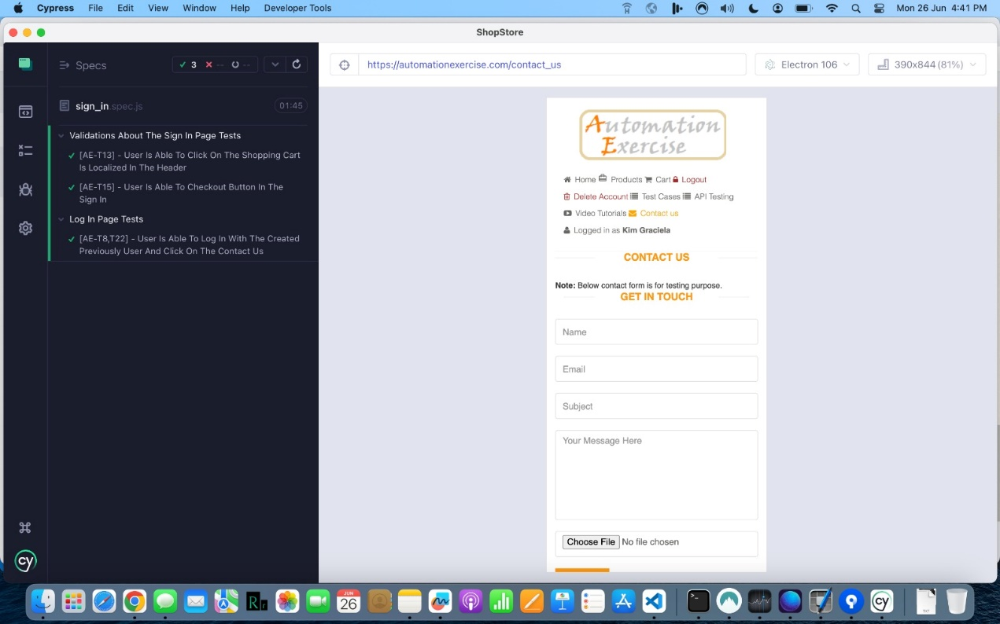 Cypress File Edit View Window Help Developer Tools Mon 26 Jun 4:41 PM
ShopStore
Specs 3 -- --
https://automationexercise.com/contact_us Electron 106 390x844 (81%)
sign_in.spec.js 01:45
Validations About The Sign In Page Tests
[AE-T13] - User Is Able To Click On The Shopping Cart
Is Localized In The Header
[AE-T15] - User Is Able To Checkout Button In The
Sign In
Log In Page Tests
[AE-T8,T22] - User Is Able To Log In With The Created
Previously User And Click On The Contact Us
cy
Automation
Exercise
Home Products Cart Logout
Delete Account Test Cases API Testing
Video Tutorials Contact us
Logged in as Kim Graciela
CONTACT US
Note: Below contact form is for testing purpose.
GET IN TOUCH
Name
Email
Subject
Your Message Here
Choose File No file chosen
Rr JUN
26
cy TXT